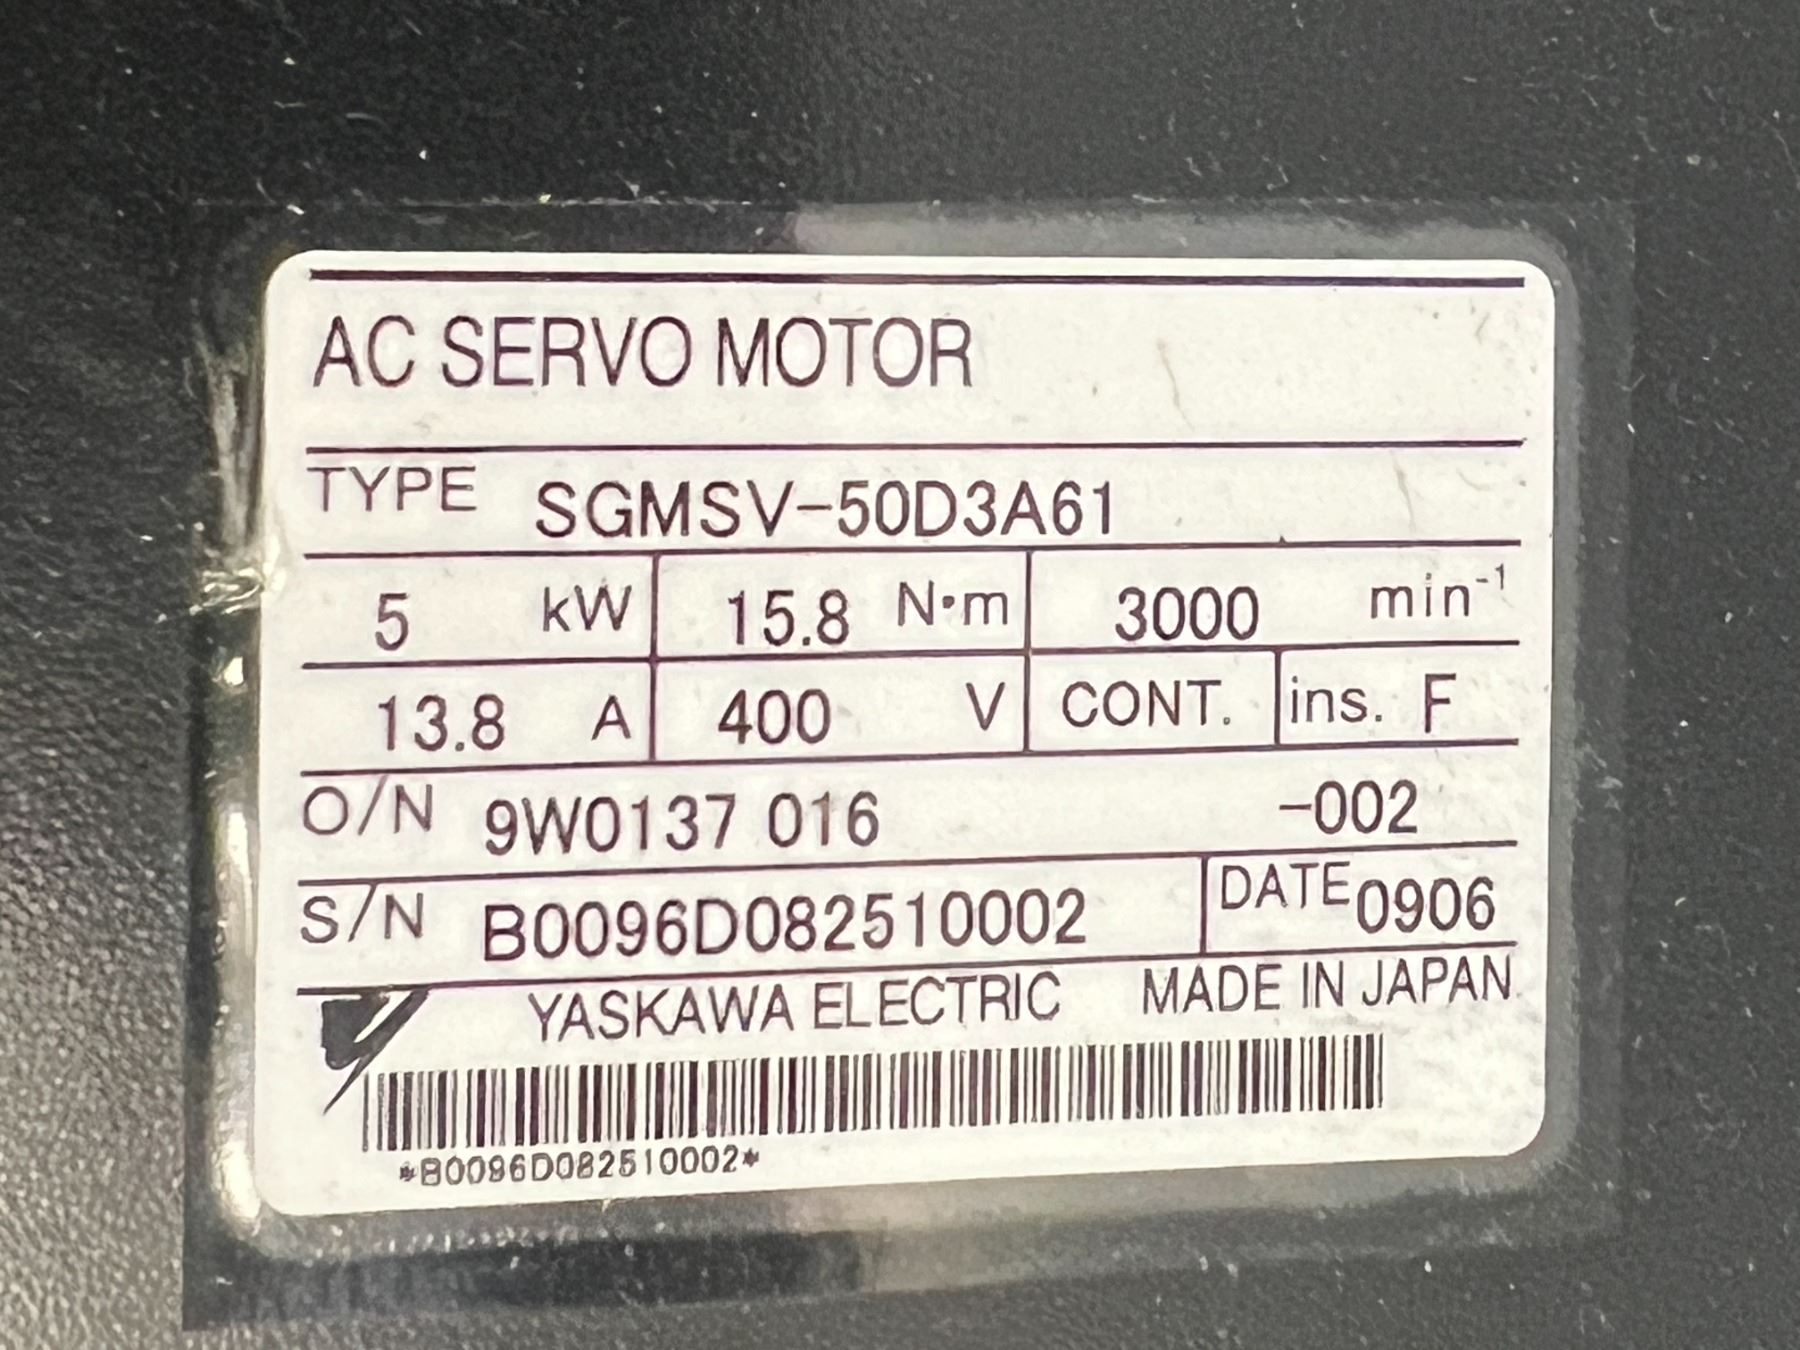 AC SERVO MOTOR
TYPE SGMSV-50D3A61
5 kW 15.8 N•m 3000 min⁻¹
13.8 A 400 V CONT. ins. F
O/N 9W0137 016 -002
S/N B0096D082510002 DATE 0906
YASKAWA ELECTRIC MADE IN JAPAN
*B0096D082510002*